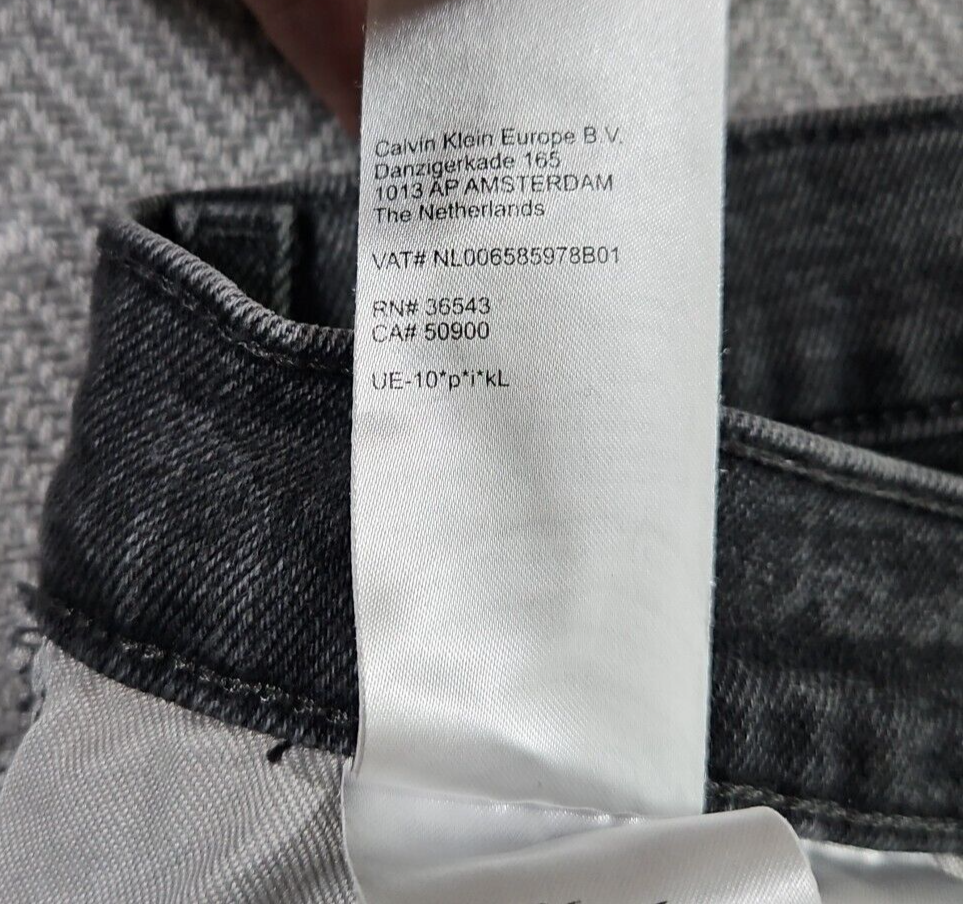 Calvin Klein Europe B.V.
Danzigerkade 165
1013 AP AMSTERDAM
The Netherlands
VAT# NL006585978B01
RN# 36543
CA# 50900
UE-10*p*i*kL